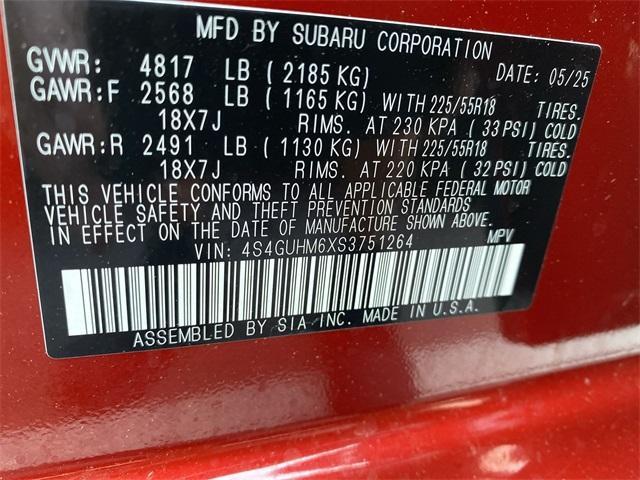 MFD BY SUBARU CORPORATION
GVWR: 4817 LB (2185 KG) DATE: 05/25
GAWR:F 2568 LB (1165 KG) WITH 225/55R18 TIRES.
18X7J RIMS. AT 230 KPA (33 PSI) COLD
GAWR:R 2491 LB (1130 KG) WITH 225/55R18 TIRES.
18X7J RIMS. AT 220 KPA (32 PSI) COLD
THIS VEHICLE CONFORMS TO ALL APPLICABLE FEDERAL MOTOR
VEHICLE SAFETY AND THEFT PREVENTION STANDARDS
IN EFFECT ON THE DATE OF MANUFACTURE SHOWN ABOVE.
VIN: 4S4GUHM6XS3751264 MPV
ASSEMBLED BY SIA INC. MADE IN U.S.A.